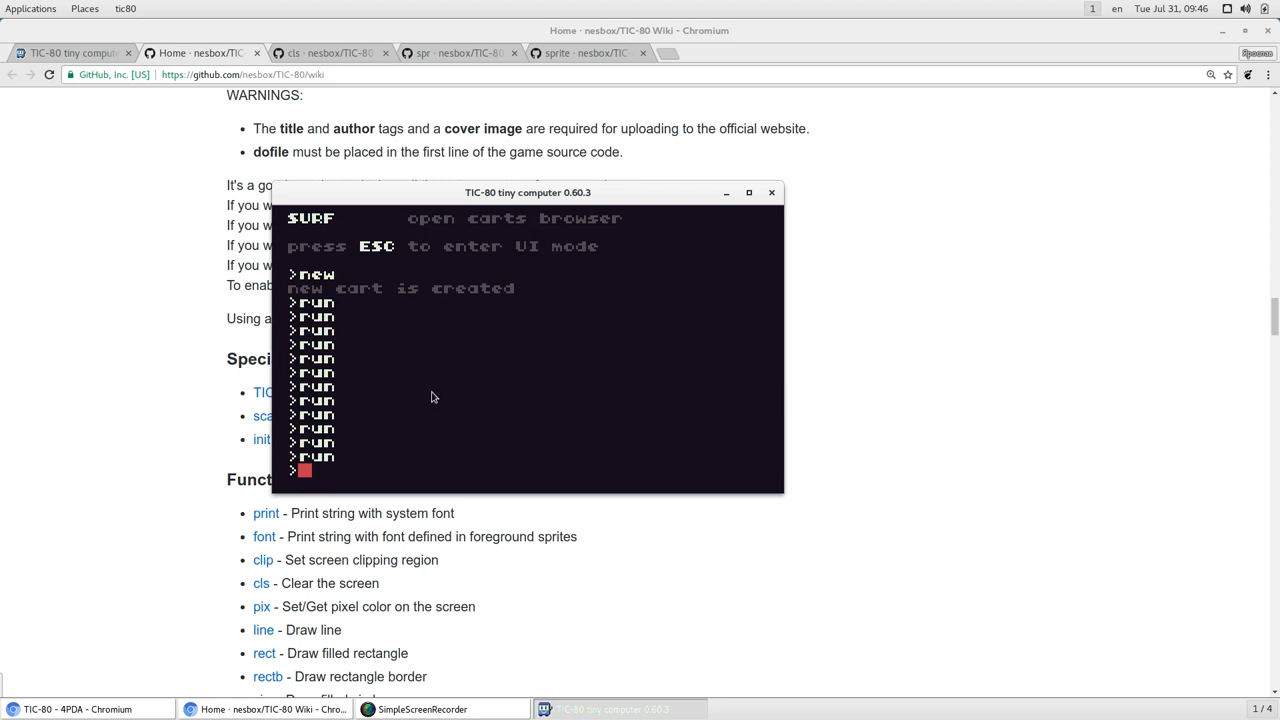 Applications Places tic80 1 en Tue Jul 31, 09:46
Home · nesbox/TIC-80 Wiki - Chromium
TIC-80 tiny comput Home · nesbox/TIC- cls · nesbox/TIC-80 spr · nesbox/TIC-80 sprite · nesbox/TIC-
GitHub, Inc. [US] https://github.com/nesbox/TIC-80/wiki
WARNINGS:
• The title and author tags and a cover image are required for uploading to the official website.
• dofile must be placed in the first line of the game source code.
It's a go
If you w
If you w
If you w
If you w
To enab
Using a
Speci
• TIC
• sca
• init
TIC-80 tiny computer 0.60.3
SURF open carts browser
press ESC to enter UI mode
>new
new cart is created
>run
>run
>run
>run
>run
>run
>run
>run
>run
>run
>run
>run
>
Funct
• print - Print string with system font
• font - Print string with font defined in foreground sprites
• clip - Set screen clipping region
• cls - Clear the screen
• pix - Set/Get pixel color on the screen
• line - Draw line
• rect - Draw filled rectangle
• rectb - Draw rectangle border
TIC-80 - 4PDA - Chromium Home · nesbox/TIC-80 Wiki - Chro... SimpleScreenRecorder TIC-80 tiny computer 0.60.3 1 / 4